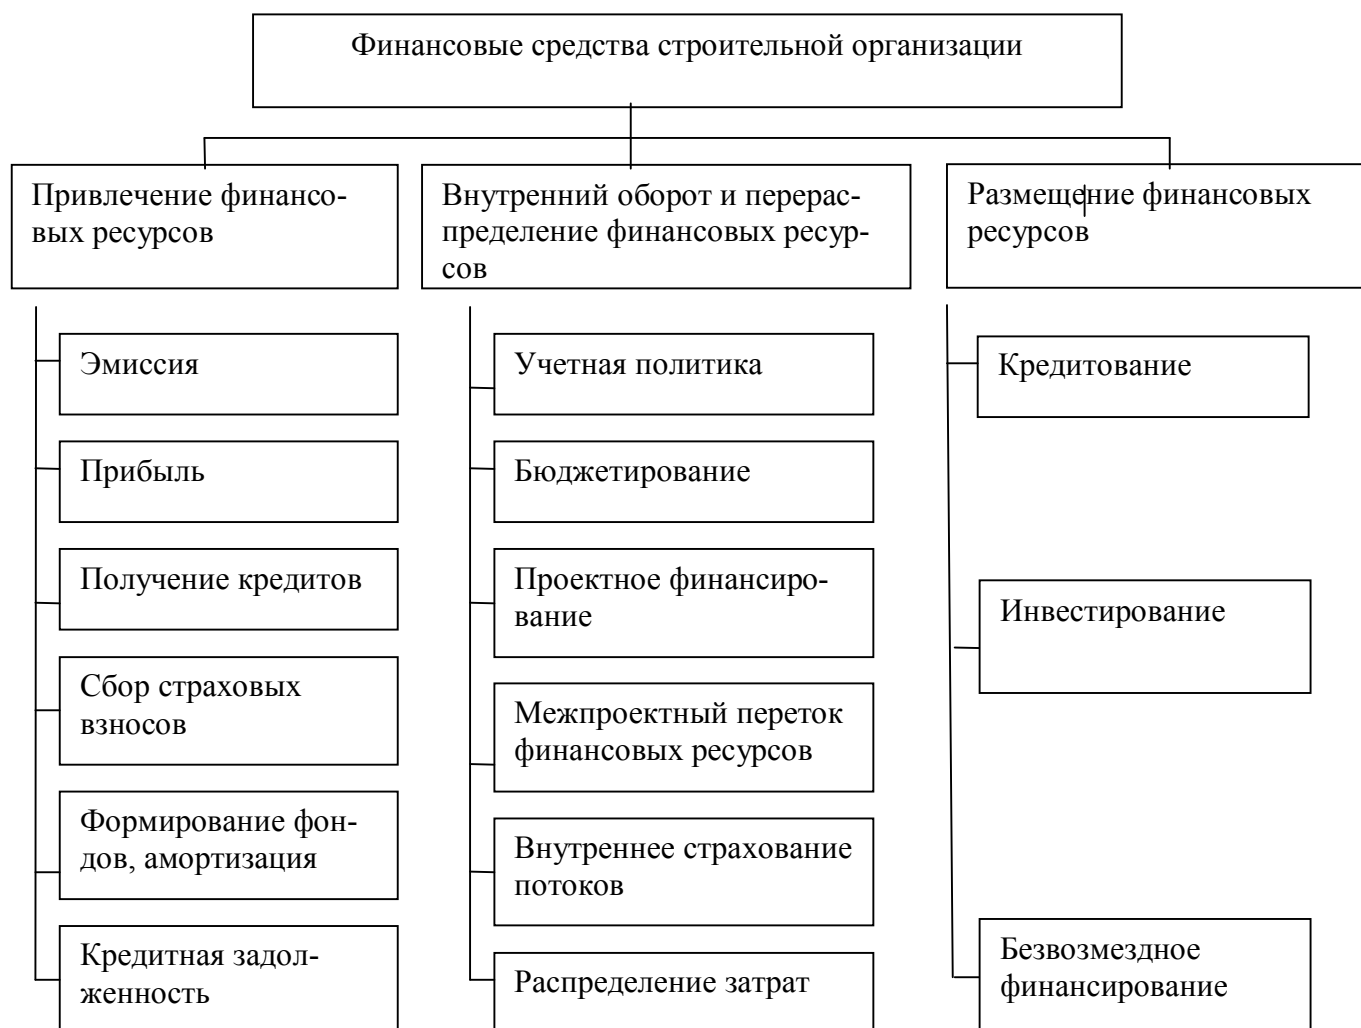 Финансовые средства строительной организации
Привлечение финансо-
вых ресурсов
Внутренний оборот и перерас-
пределение финансовых ресур-
сов
Размещение финансовых
ресурсов
Эмиссия
Прибыль
Получение кредитов
Сбор страховых
взносов
Формирование фон-
дов, амортизация
Кредитная задол-
женность
Учетная политика
Бюджетирование
Проектное финансиро-
вание
Межпроектный переток
финансовых ресурсов
Внутреннее страхование
потоков
Распределение затрат
Кредитование
Инвестирование
Безвозмездное
финансирование